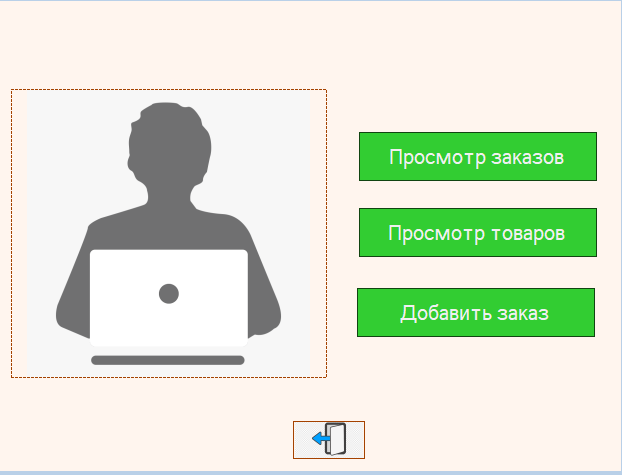 Просмотр заказов
Просмотр товаров
Добавить заказ